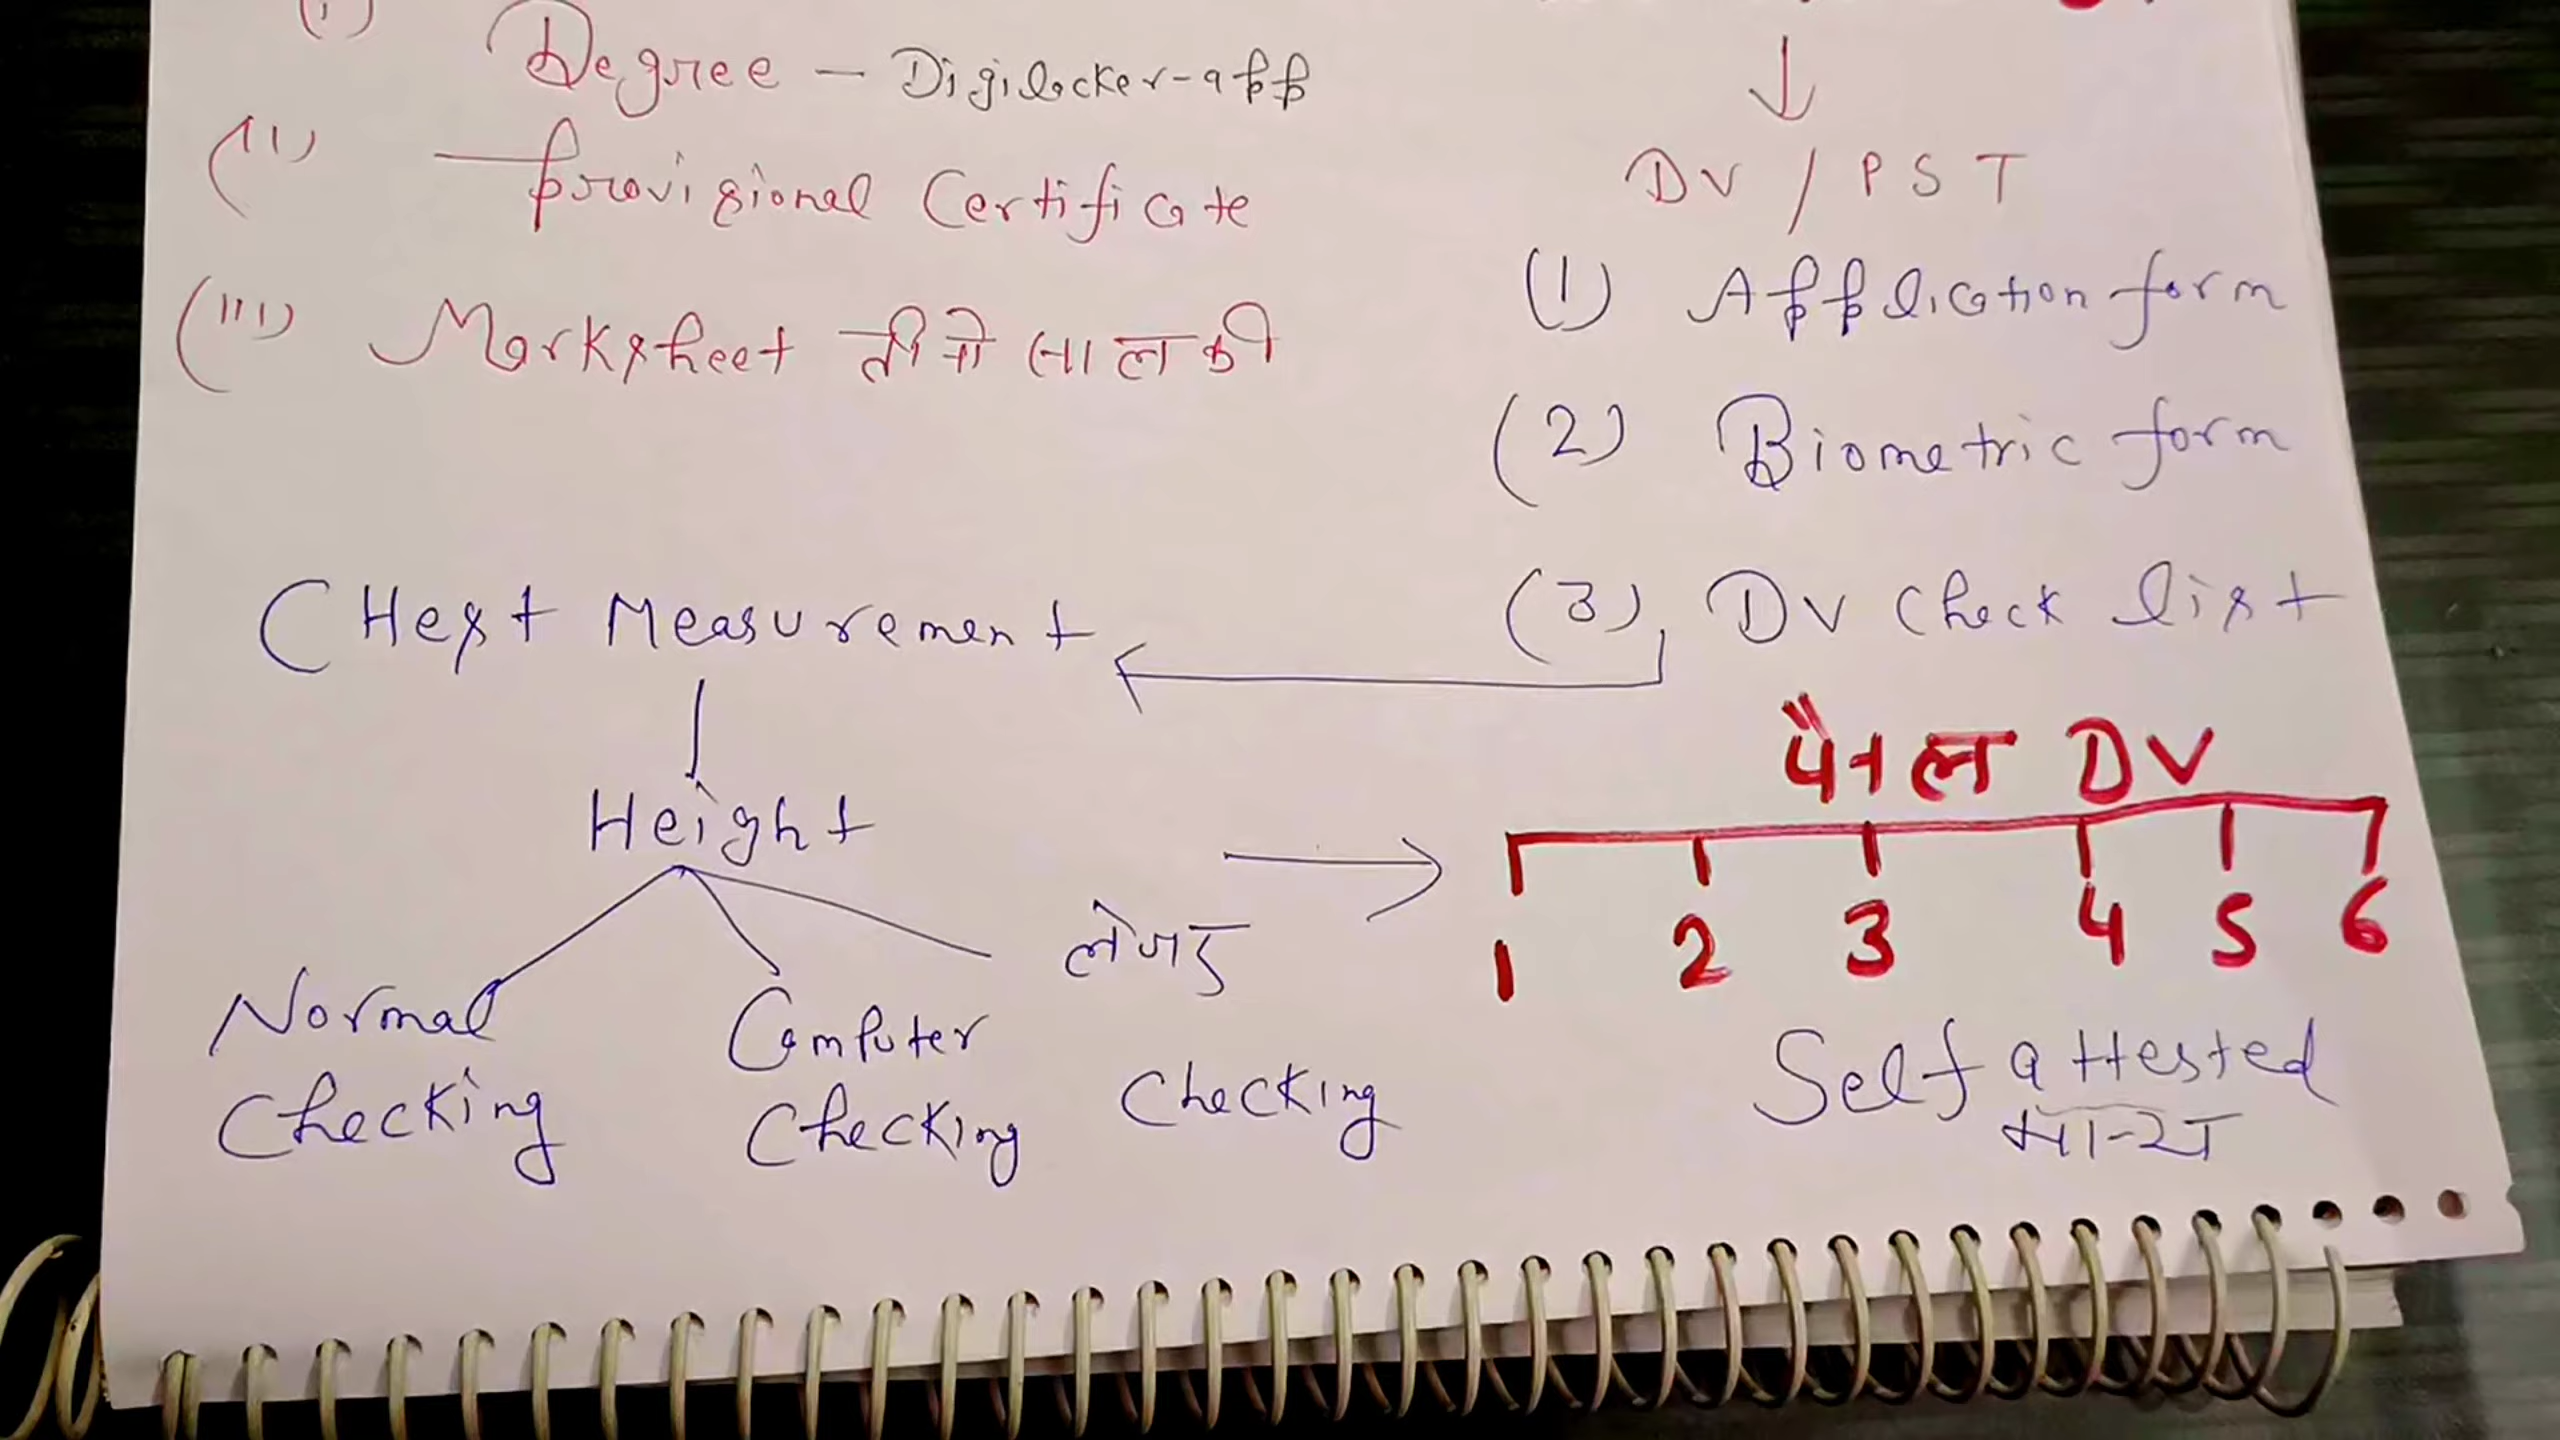 (i) Degree - Digilocker-app
(ii) Provisional Certificate
(iii) Marksheet तीनो साल की
↓
DV / PST
(1) Application form
(2) Biometric form
(3) DV Check list
CHest Measurement
Height
Normal Checking
Computer Checking
लेजर Checking
पैनल DV
1 2 3 4 5 6
Self attested
मान्य